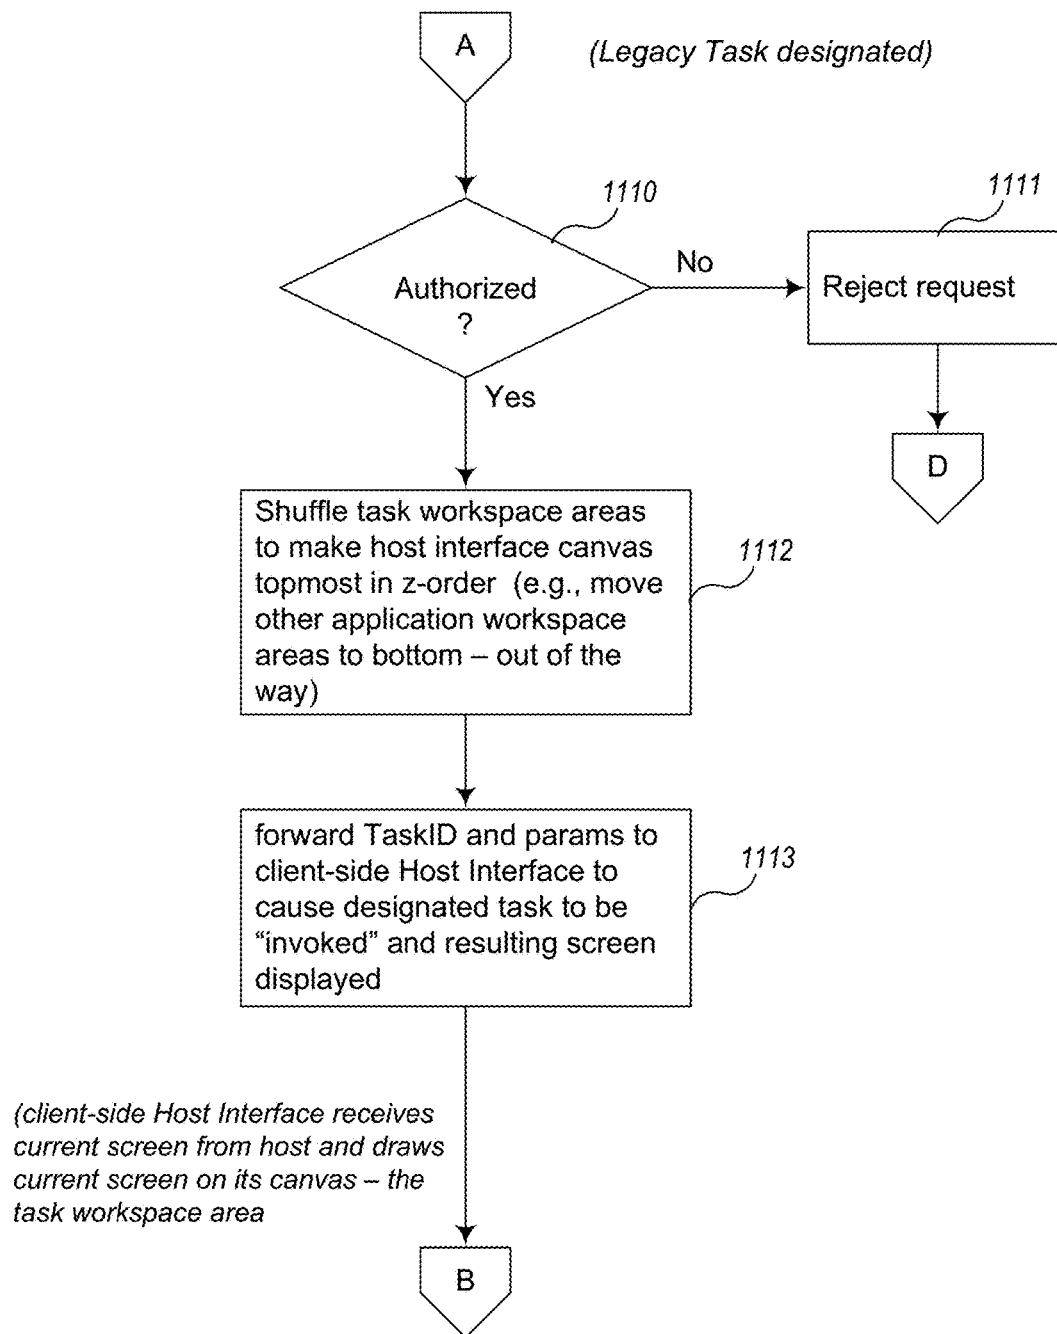 A
(Legacy Task designated)
1110
1111
Authorized
?
No
Reject request
Yes
D
Shuffle task workspace areas
to make host interface canvas
topmost in z-order  (e.g., move
other application workspace
areas to bottom – out of the
way)
1112
forward TaskID and params to
client-side Host Interface to
cause designated task to be
“invoked” and resulting screen
displayed
1113
(client-side Host Interface receives
current screen from host and draws
current screen on its canvas – the
task workspace area
B